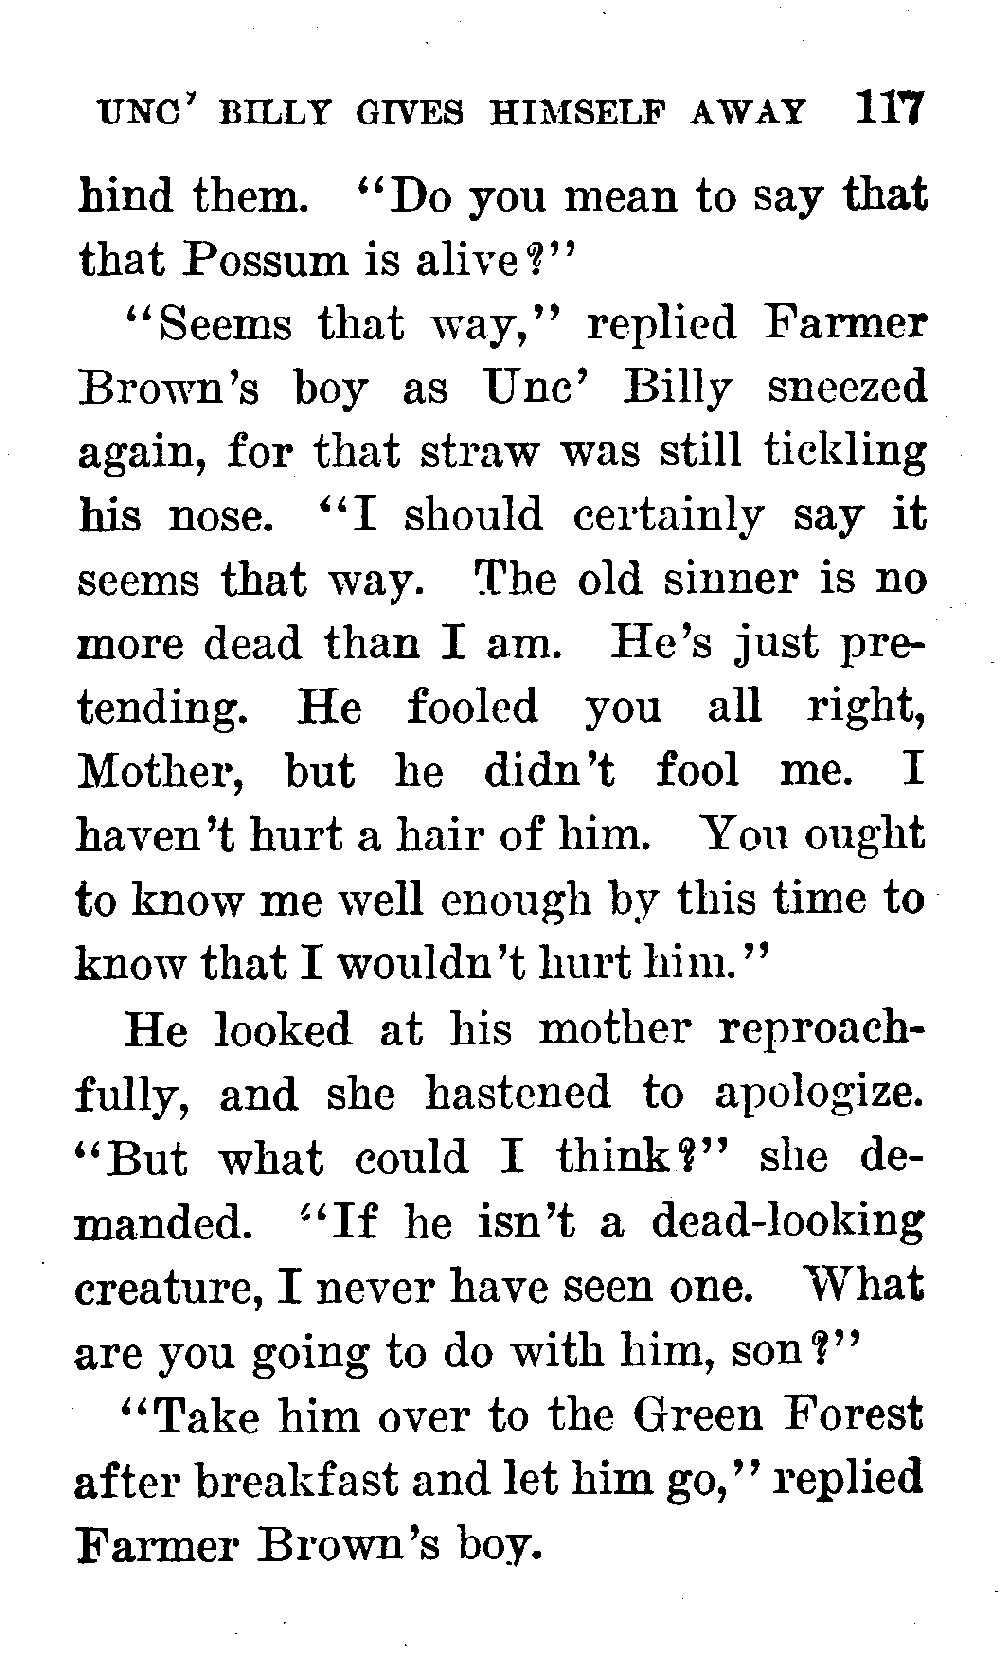 UNC' BILLY GIVES HIMSELF AWAY 117
hind them. "Do you mean to say that
that Possum is alive?"
"Seems that way," replied Farmer
Brown's boy as Unc' Billy sneezed
again, for that straw was still tickling
his nose. "I should certainly say it
seems that way. The old sinner is no
more dead than I am. He's just pre-
tending. He fooled you all right,
Mother, but he didn't fool me. I
haven't hurt a hair of him. You ought
to know me well enough by this time to
know that I wouldn't hurt him."
He looked at his mother reproach-
fully, and she hastened to apologize.
"But what could I think?" she de-
manded. "If he isn't a dead-looking
creature, I never have seen one. What
are you going to do with him, son?"
"Take him over to the Green Forest
after breakfast and let him go," replied
Farmer Brown's boy.